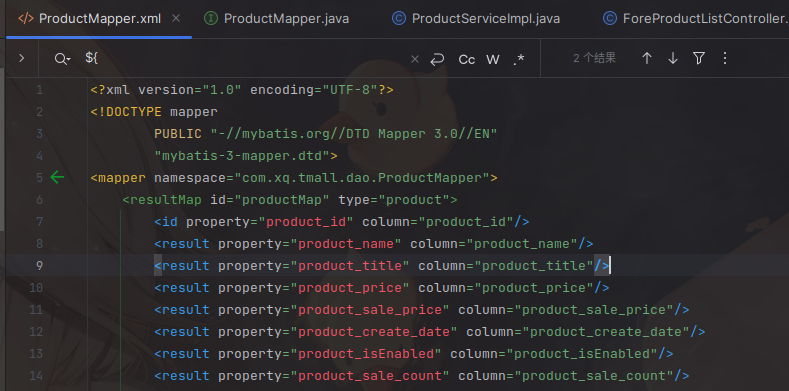 ProductMapper.xml × ProductMapper.java ProductServiceImpl.java ForeProductListController.
${ × Cc W .* 2 个结果
1 <?xml version="1.0" encoding="UTF-8"?>
2 <!DOCTYPE mapper
3 PUBLIC "-//mybatis.org//DTD Mapper 3.0//EN"
4 "mybatis-3-mapper.dtd">
5 <mapper namespace="com.xq.tmall.dao.ProductMapper">
6 <resultMap id="productMap" type="product">
7 <id property="product_id" column="product_id"/>
8 <result property="product_name" column="product_name"/>
9 <result property="product_title" column="product_title"/>
10 <result property="product_price" column="product_price"/>
11 <result property="product_sale_price" column="product_sale_price"/>
12 <result property="product_create_date" column="product_create_date"/>
13 <result property="product_isEnabled" column="product_isEnabled"/>
14 <result property="product_sale_count" column="product_sale_count"/>